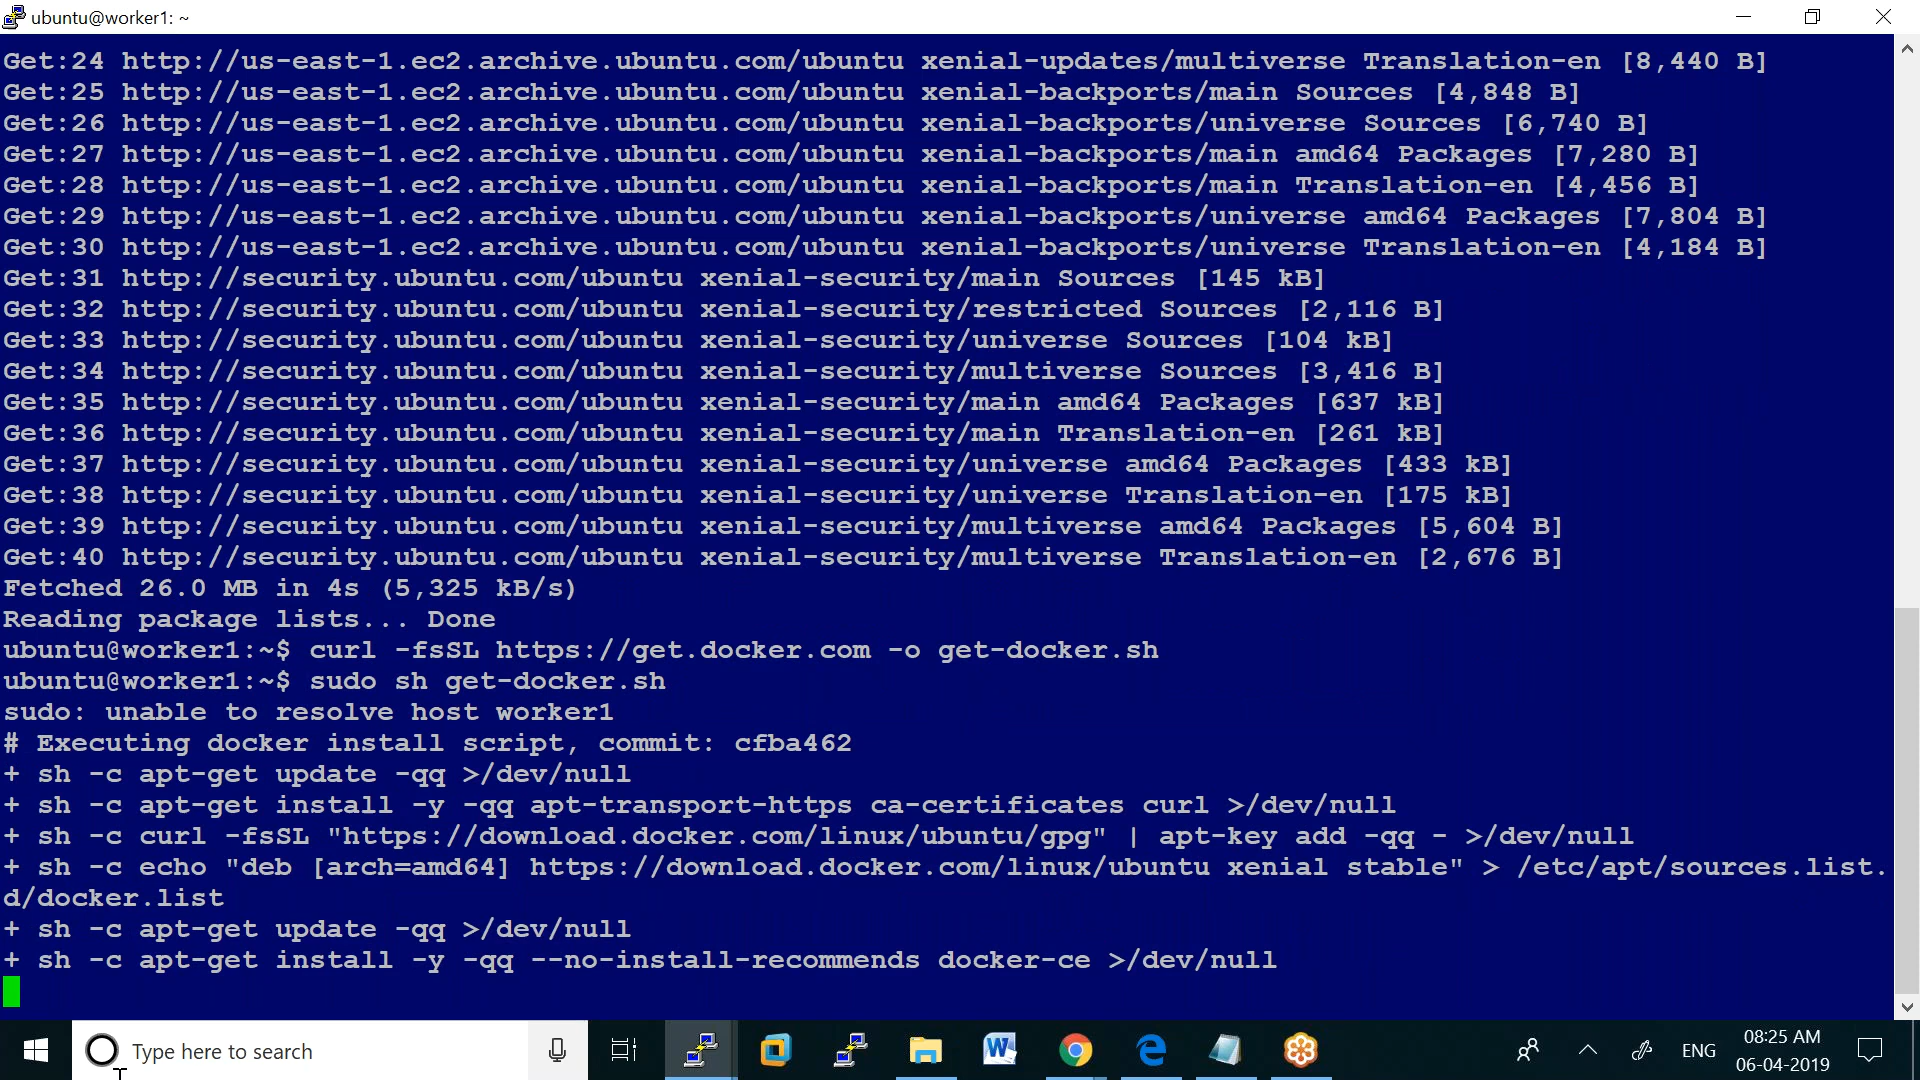 ubuntu@worker1: ~
Get:24 http://us-east-1.ec2.archive.ubuntu.com/ubuntu xenial-updates/multiverse Translation-en [8,440 B]
Get:25 http://us-east-1.ec2.archive.ubuntu.com/ubuntu xenial-backports/main Sources [4,848 B]
Get:26 http://us-east-1.ec2.archive.ubuntu.com/ubuntu xenial-backports/universe Sources [6,740 B]
Get:27 http://us-east-1.ec2.archive.ubuntu.com/ubuntu xenial-backports/main amd64 Packages [7,280 B]
Get:28 http://us-east-1.ec2.archive.ubuntu.com/ubuntu xenial-backports/main Translation-en [4,456 B]
Get:29 http://us-east-1.ec2.archive.ubuntu.com/ubuntu xenial-backports/universe amd64 Packages [7,804 B]
Get:30 http://us-east-1.ec2.archive.ubuntu.com/ubuntu xenial-backports/universe Translation-en [4,184 B]
Get:31 http://security.ubuntu.com/ubuntu xenial-security/main Sources [145 kB]
Get:32 http://security.ubuntu.com/ubuntu xenial-security/restricted Sources [2,116 B]
Get:33 http://security.ubuntu.com/ubuntu xenial-security/universe Sources [104 kB]
Get:34 http://security.ubuntu.com/ubuntu xenial-security/multiverse Sources [3,416 B]
Get:35 http://security.ubuntu.com/ubuntu xenial-security/main amd64 Packages [637 kB]
Get:36 http://security.ubuntu.com/ubuntu xenial-security/main Translation-en [261 kB]
Get:37 http://security.ubuntu.com/ubuntu xenial-security/universe amd64 Packages [433 kB]
Get:38 http://security.ubuntu.com/ubuntu xenial-security/universe Translation-en [175 kB]
Get:39 http://security.ubuntu.com/ubuntu xenial-security/multiverse amd64 Packages [5,604 B]
Get:40 http://security.ubuntu.com/ubuntu xenial-security/multiverse Translation-en [2,676 B]
Fetched 26.0 MB in 4s (5,325 kB/s)
Reading package lists... Done
ubuntu@worker1:~$ curl -fsSL https://get.docker.com -o get-docker.sh
ubuntu@worker1:~$ sudo sh get-docker.sh
sudo: unable to resolve host worker1
# Executing docker install script, commit: cfba462
+ sh -c apt-get update -qq >/dev/null
+ sh -c apt-get install -y -qq apt-transport-https ca-certificates curl >/dev/null
+ sh -c curl -fsSL "https://download.docker.com/linux/ubuntu/gpg" | apt-key add -qq - >/dev/null
+ sh -c echo "deb [arch=amd64] https://download.docker.com/linux/ubuntu xenial stable" > /etc/apt/sources.list.
d/docker.list
+ sh -c apt-get update -qq >/dev/null
+ sh -c apt-get install -y -qq --no-install-recommends docker-ce >/dev/null
Type here to search
ENG
08:25 AM
06-04-2019